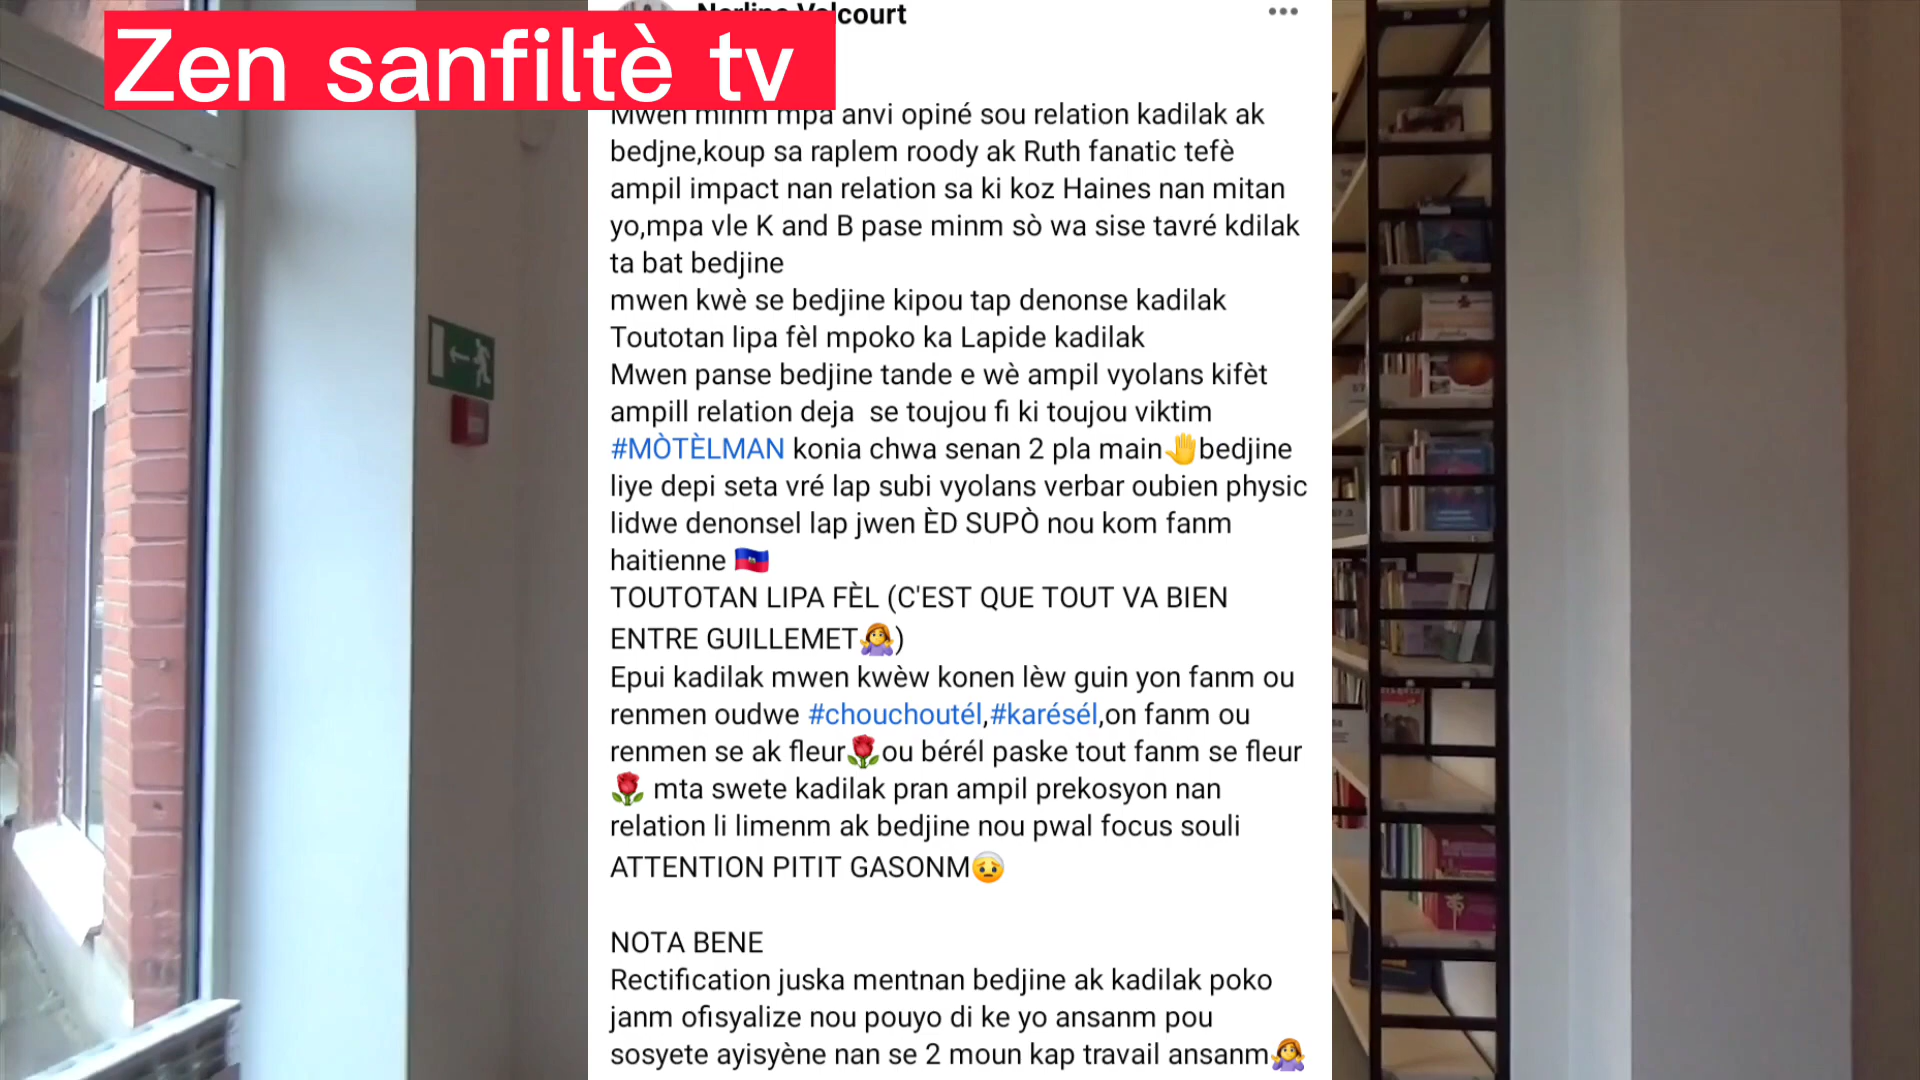 Zen sanfiltè tv
Norline Valcourt
Mwen minm mpa anvi opiné sou relation kadilak ak
bedjne,koup sa raplem roody ak Ruth fanatic tefè
ampil impact nan relation sa ki koz Haines nan mitan
yo,mpa vle K and B pase minm sò wa sise tavré kdilak
ta bat bedjine
mwen kwè se bedjine kipou tap denonse kadilak
Toutotan lipa fèl mpoko ka Lapide kadilak
Mwen panse bedjine tande e wè ampil vyolans kifèt
ampill relation deja se toujou fi ki toujou viktim
#MÒTÈLMAN konia chwa senan 2 pla main🤚bedjine
liye depi seta vré lap subi vyolans verbar oubien physic
lidwe denonsel lap jwen ÈD SUPÒ nou kom fanm
haitienne 🇭🇹
TOUTOTAN LIPA FÈL (C'EST QUE TOUT VA BIEN
ENTRE GUILLEMET🤷‍♀️)
Epui kadilak mwen kwèw konen lèw guin yon fanm ou
renmen oudwe #chouchoutél,#karésél,on fanm ou
renmen se ak fleur🌹ou bérél paske tout fanm se fleur
🌹 mta swete kadilak pran ampil prekosyon nan
relation li limenm ak bedjine nou pwal focus souli
ATTENTION PITIT GASONM🤕
NOTA BENE
Rectification juska mentnan bedjine ak kadilak poko
janm ofisyalize nou pouyo di ke yo ansanm pou
sosyete ayisyène nan se 2 moun kap travail ansanm🤷‍♀️